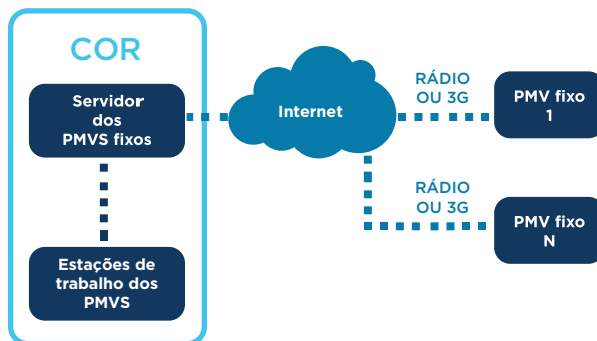 COR
Servidor
dos
PMVS fixos
Estações de
trabalho dos
PMVS
Internet
RÁDIO
OU 3G
PMV fixo
1
RÁDIO
OU 3G
PMV fixo
N